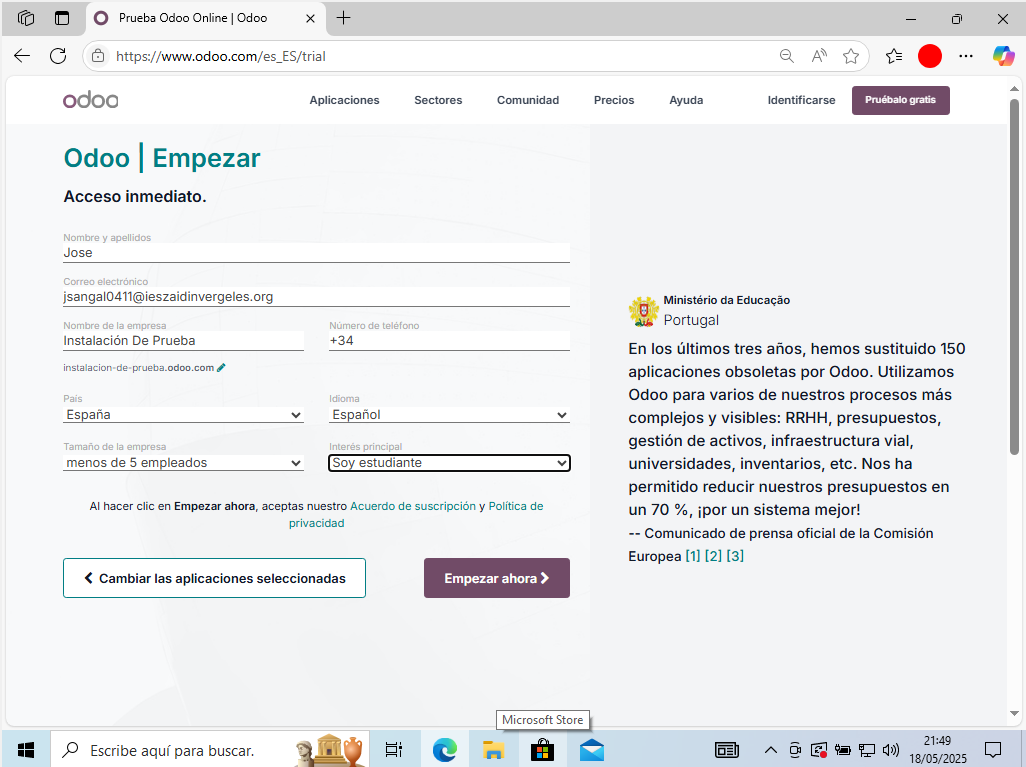 Prueba Odoo Online | Odoo
https://www.odoo.com/es_ES/trial
odoo
Aplicaciones
Sectores
Comunidad
Precios
Ayuda
Identificarse
Pruébalo gratis
Odoo | Empezar
Acceso inmediato.
Nombre y apellidos
Jose
Correo electrónico
jsangal0411@ieszaidinvergeles.org
Nombre de la empresa
Instalación De Prueba
Número de teléfono
+34
instalacion-de-prueba.odoo.com
País
España
Idioma
Español
Tamaño de la empresa
menos de 5 empleados
Interés principal
Soy estudiante
Al hacer clic en Empezar ahora, aceptas nuestro Acuerdo de suscripción y Política de
privacidad
Cambiar las aplicaciones seleccionadas
Empezar ahora
Ministério da Educação
Portugal
En los últimos tres años, hemos sustituido 150
aplicaciones obsoletas por Odoo. Utilizamos
Odoo para varios de nuestros procesos más
complejos y visibles: RRHH, presupuestos,
gestión de activos, infraestructura vial,
universidades, inventarios, etc. Nos ha
permitido reducir nuestros presupuestos en
un 70 %, ¡por un sistema mejor!
-- Comunicado de prensa oficial de la Comisión
Europea [1] [2] [3]
Microsoft Store
Escribe aquí para buscar.
21:49
18/05/2025